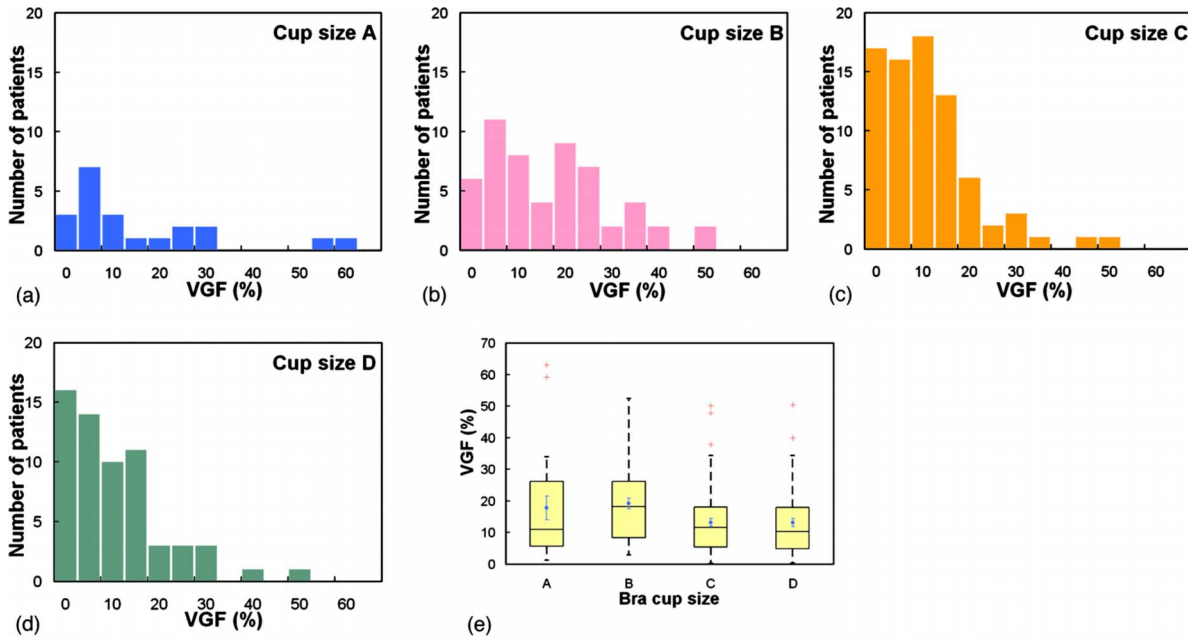 Cup size A
Number of patients
20
15
10
5
0
0 10 20 30 40 50 60
VGF (%)
(a)
Cup size B
Number of patients
20
15
10
5
0
0 10 20 30 40 50 60
VGF (%)
(b)
Cup size C
Number of patients
20
15
10
5
0
0 10 20 30 40 50 60
VGF (%)
(c)
Cup size D
Number of patients
20
15
10
5
0
0 10 20 30 40 50 60
VGF (%)
(d)
VGF (%)
70
60
50
40
30
20
10
0
A B C D
Bra cup size
(e)